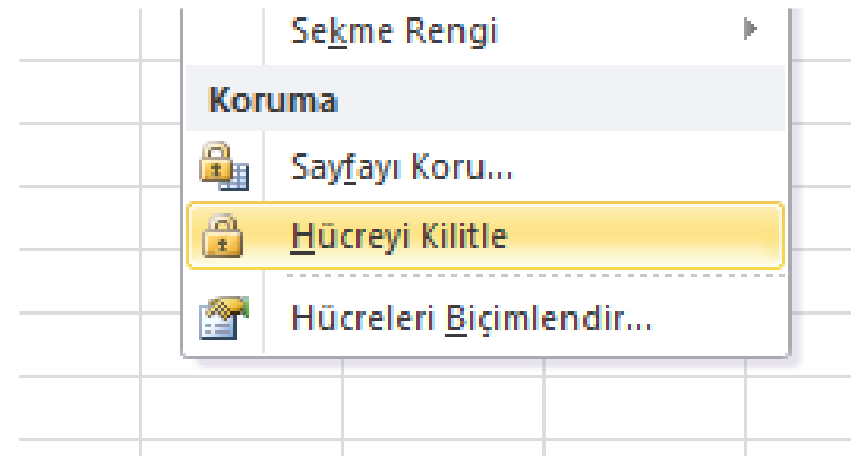 Sekme Rengi
Koruma
Sayfayı Koru...
Hücreyi Kilitle
Hücreleri Biçimlendir...